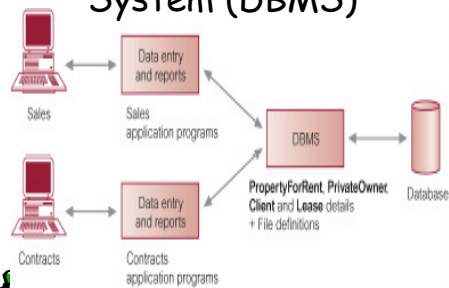 System (DBMS)
Data entry
and reports
Sales
Sales
application programs
DBMS
PropertyForRent, PrivateOwner,
Client and Lease details
+ File definitions
Database
Data entry
and reports
Contracts
Contracts
application programs